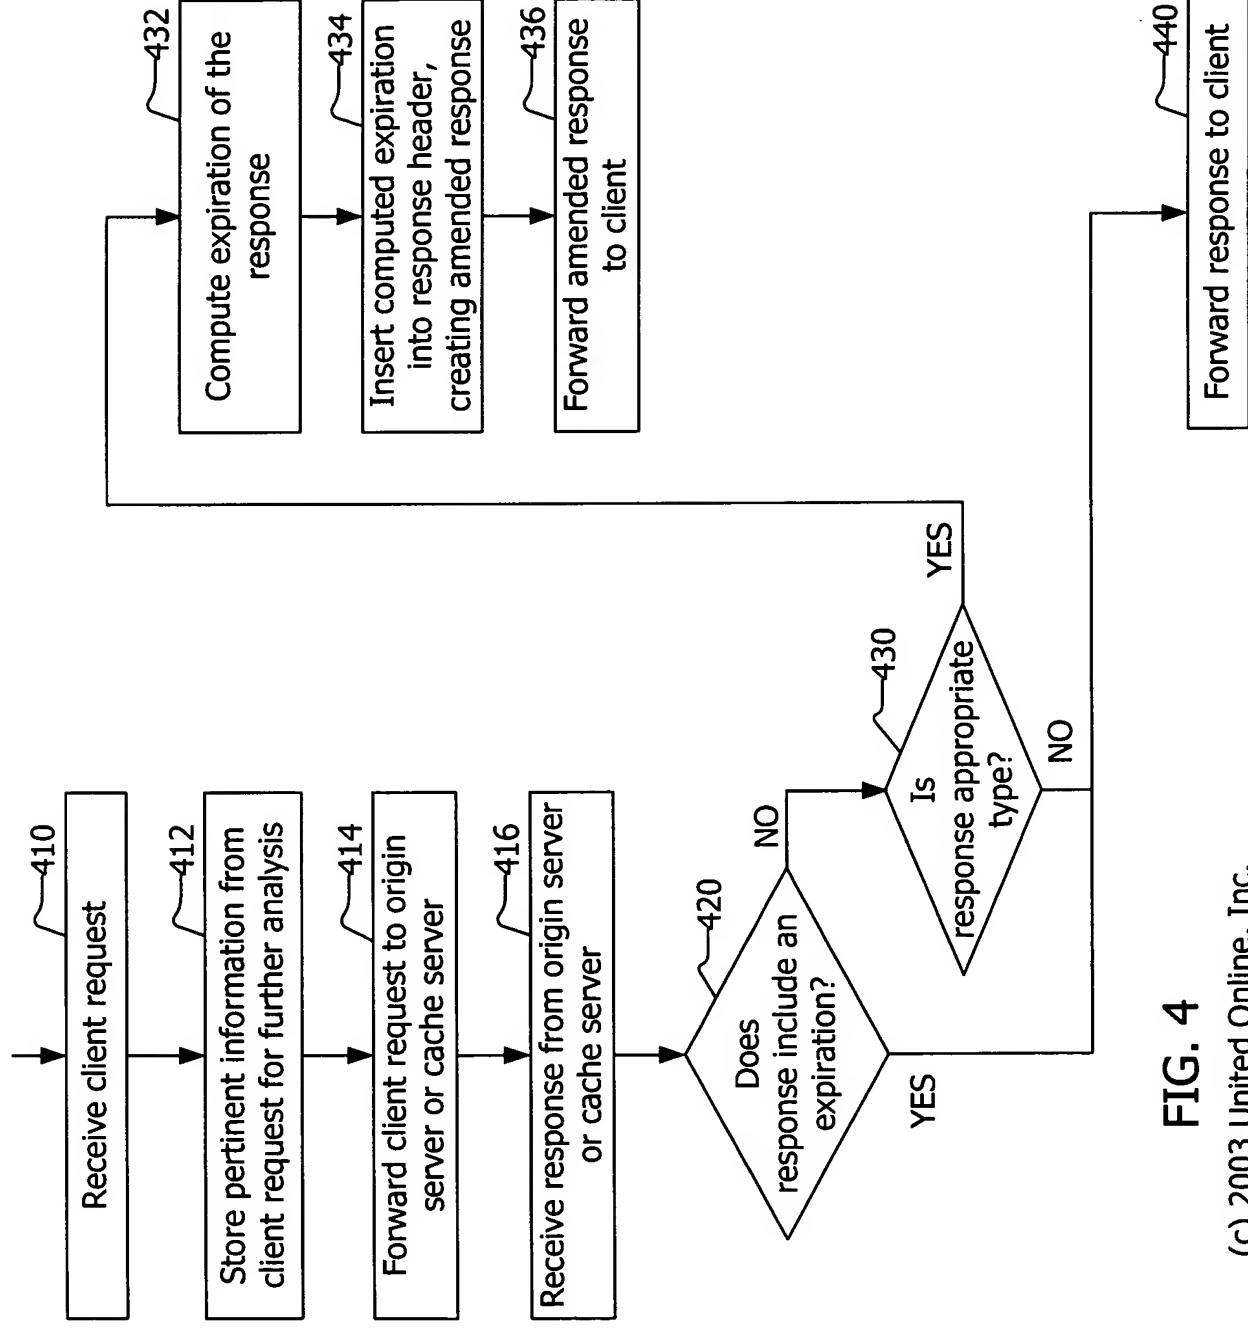 410
Receive client request
412
Store pertinent information from
client request for further analysis
414
Forward client request to origin
server or cache server
416
Receive response from origin server
or cache server
420
Does
response include an
expiration?
NO
YES
430
Is
response appropriate
type?
YES
NO
432
Compute expiration of the
response
434
Insert computed expiration
into response header,
creating amended response
436
Forward amended response
to client
440
Forward response to client
FIG. 4
(c) 2003 United Online, Inc.